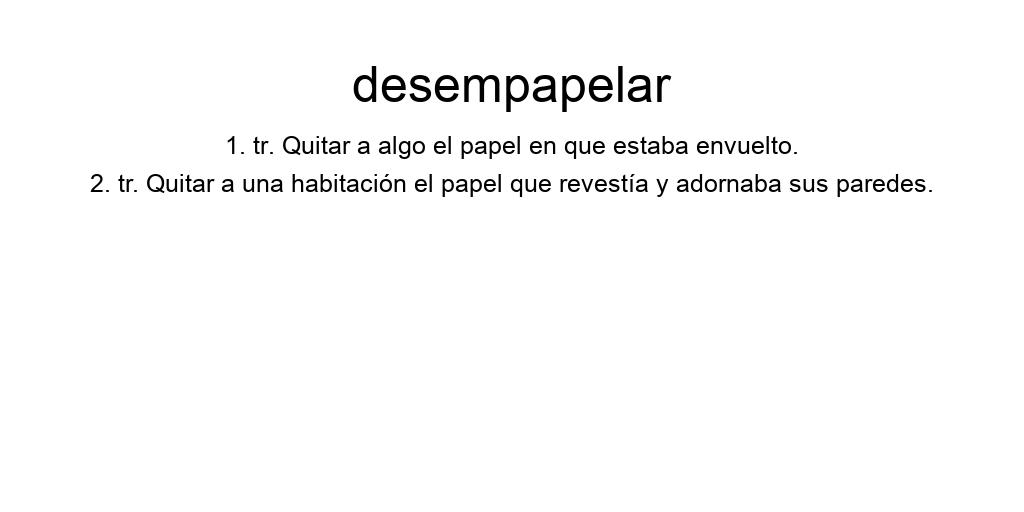 desempapelar
1. tr. Quitar a algo el papel en que estaba envuelto.
2. tr. Quitar a una habitación el papel que revestía y adornaba sus paredes.